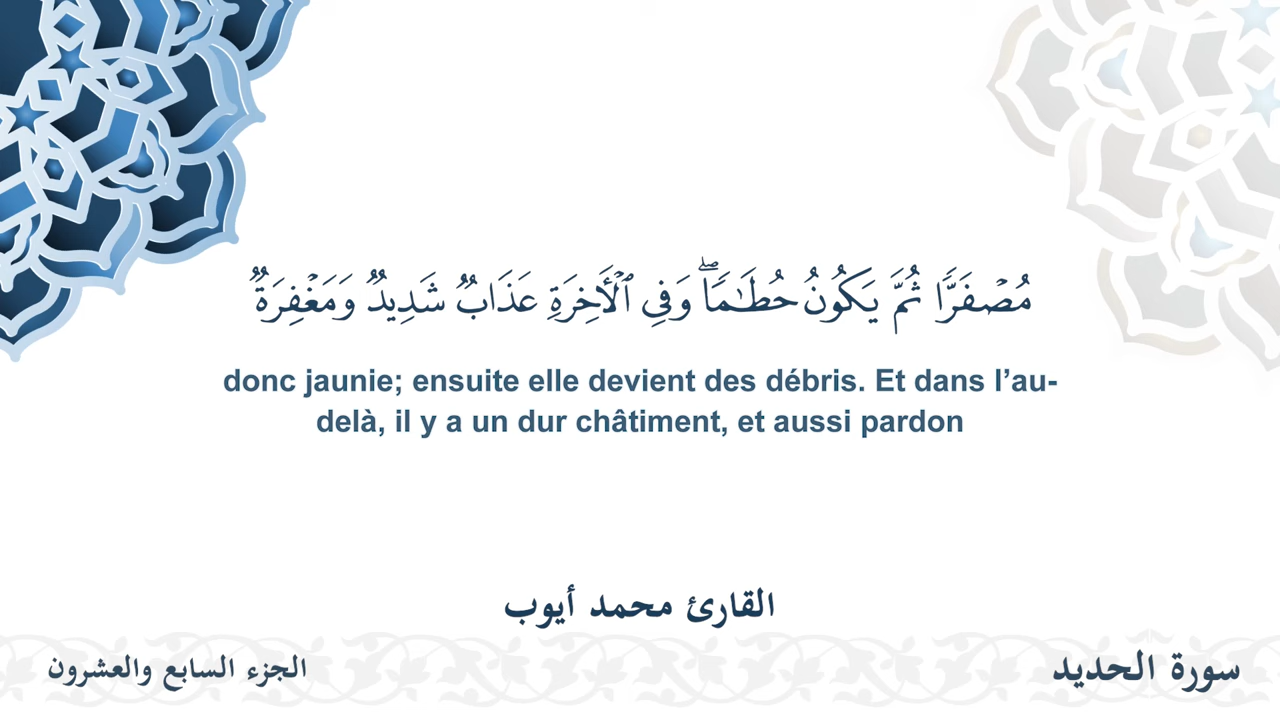 مُصْفَرًّا ثُمَّ يَكُونُ حُطَٰمًاۖ وَفِي ٱلْأَخِرَةِ عَذَابٌ شَدِيدٌ وَمَغْفِرَةٌ
donc jaunie; ensuite elle devient des débris. Et dans l’au-
delà, il y a un dur châtiment, et aussi pardon
القارئ محمد أيوب
سورة الحديد
الجزء السابع والعشرون